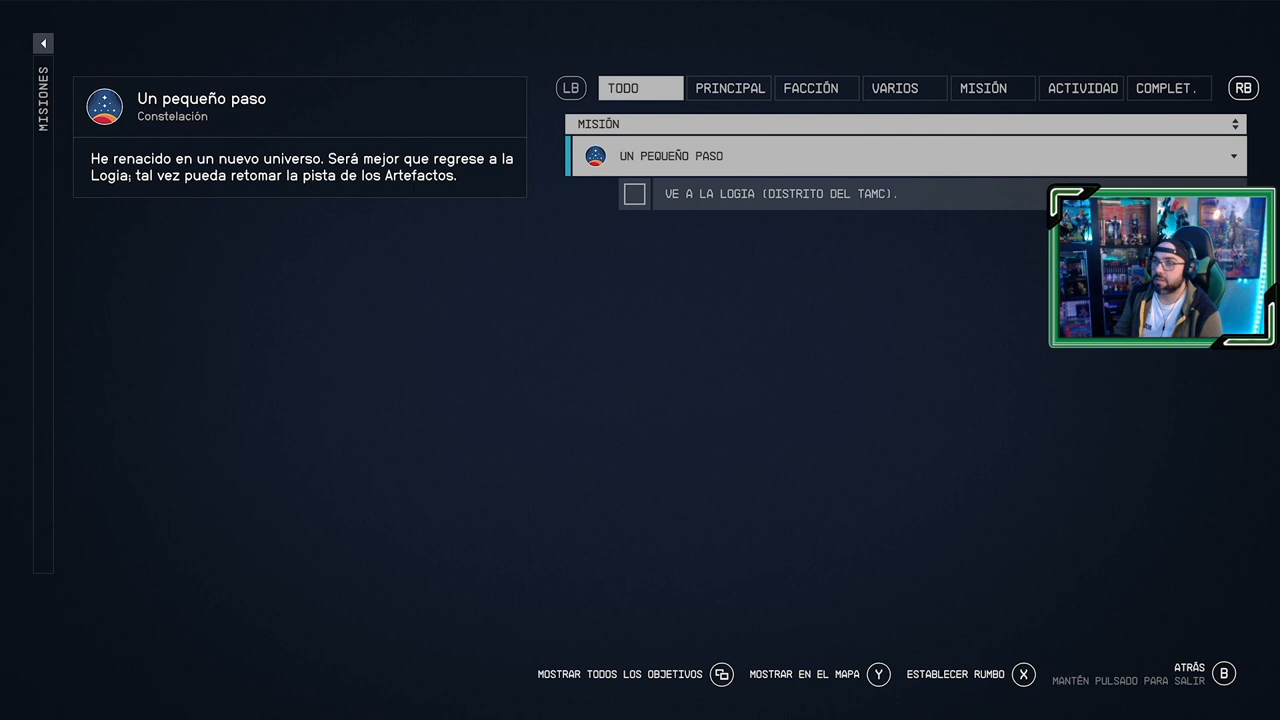 MISIONES
Un pequeño paso
Constelación
He renacido en un nuevo universo. Será mejor que regrese a la
Logia; tal vez pueda retomar la pista de los Artefactos.
LB
TODO
PRINCIPAL
FACCIÓN
VARIOS
MISIÓN
ACTIVIDAD
COMPLET.
RB
MISIÓN
UN PEQUEÑO PASO
VE A LA LOGIA (DISTRITO DEL TAMC).
MOSTRAR TODOS LOS OBJETIVOS
MOSTRAR EN EL MAPA Y
ESTABLECER RUMBO X
ATRÁS B
MANTÉN PULSADO PARA SALIR